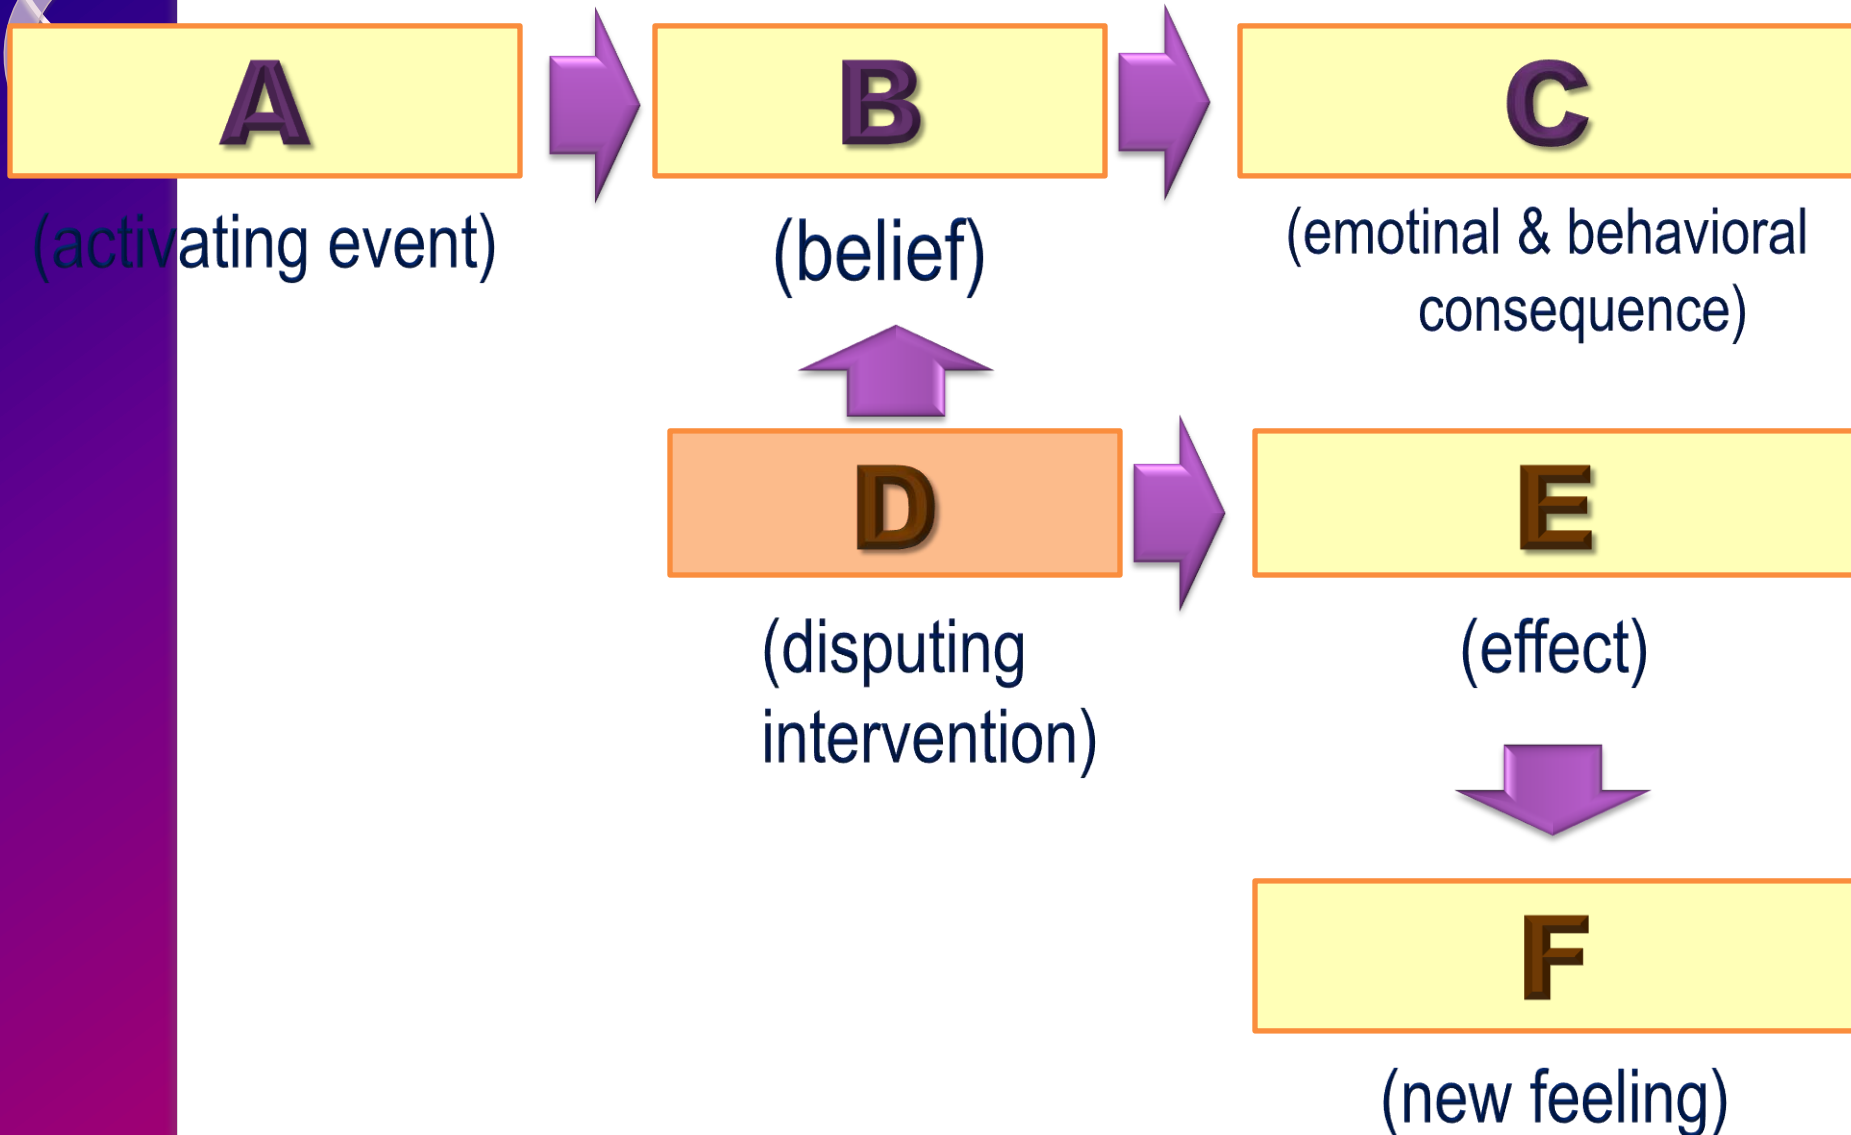 A
B
C
(activating event)
(belief)
(emotinal & behavioral
consequence)
D
E
(disputing
intervention)
(effect)
F
(new feeling)